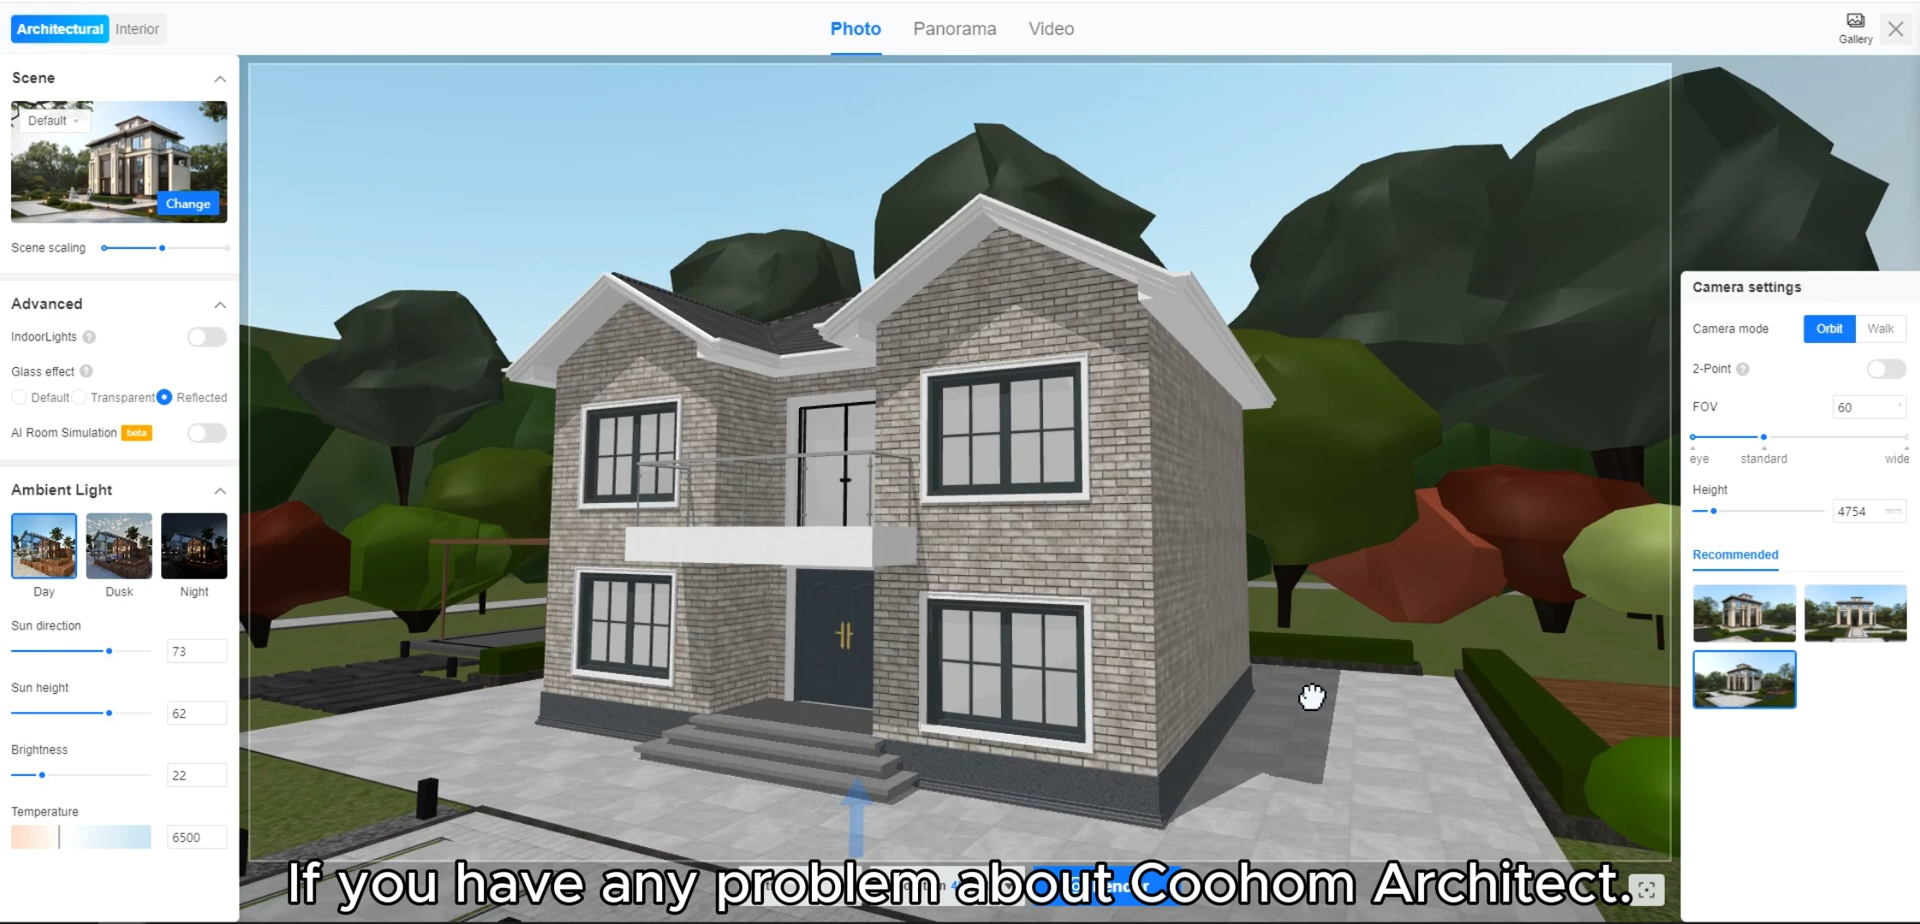 Architectural Interior
Photo Panorama Video
Gallery
Scene
Default
Change
Scene scaling
Advanced
IndoorLights ?
Glass effect ?
Default Transparent Reflected
AI Room Simulation beta
Ambient Light
Day Dusk Night
Sun direction
73
Sun height
62
Brightness
22
Temperature
6500
Camera settings
Camera mode Orbit Walk
2-Point ?
FOV 60 °
eye standard wide
Height
4754 mm
Recommended
If you have any problem about Coohom Architect.